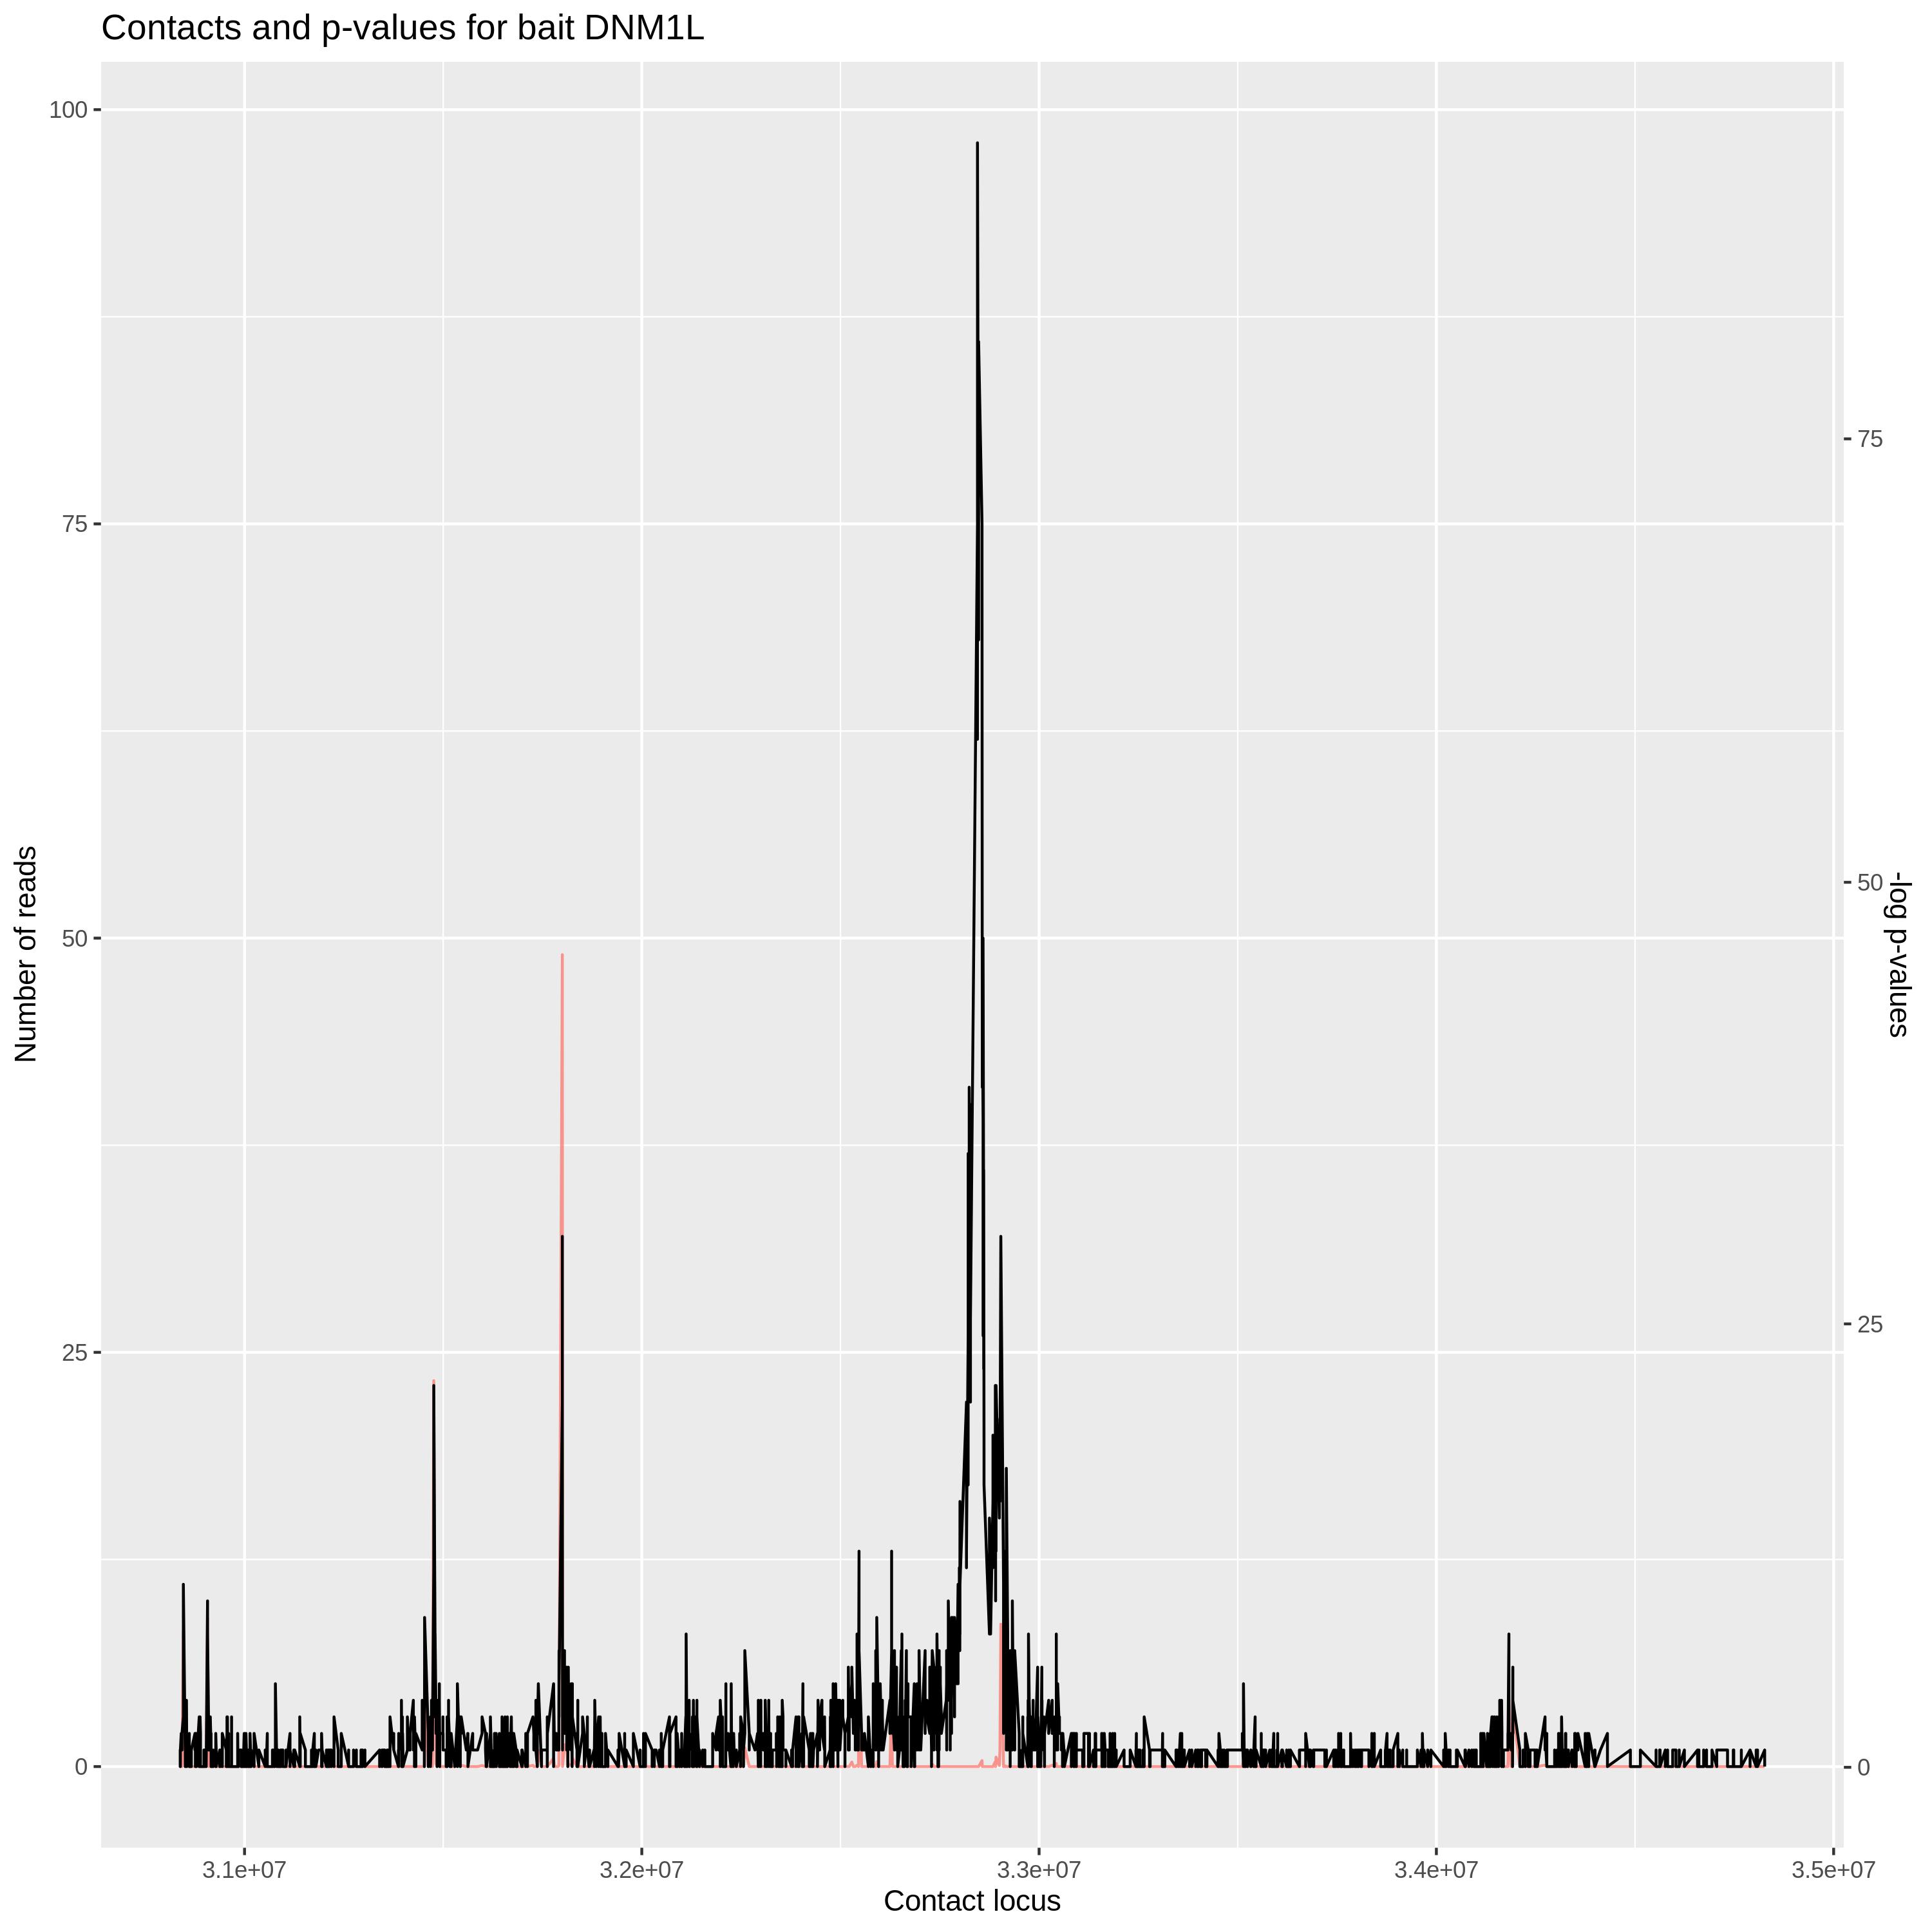 Contacts and p-values for bait DNM1L
100
75
50
25
0
Number of reads
75
50
25
0
-log p-values
3.1e+07
3.2e+07
3.3e+07
3.4e+07
3.5e+07
Contact locus